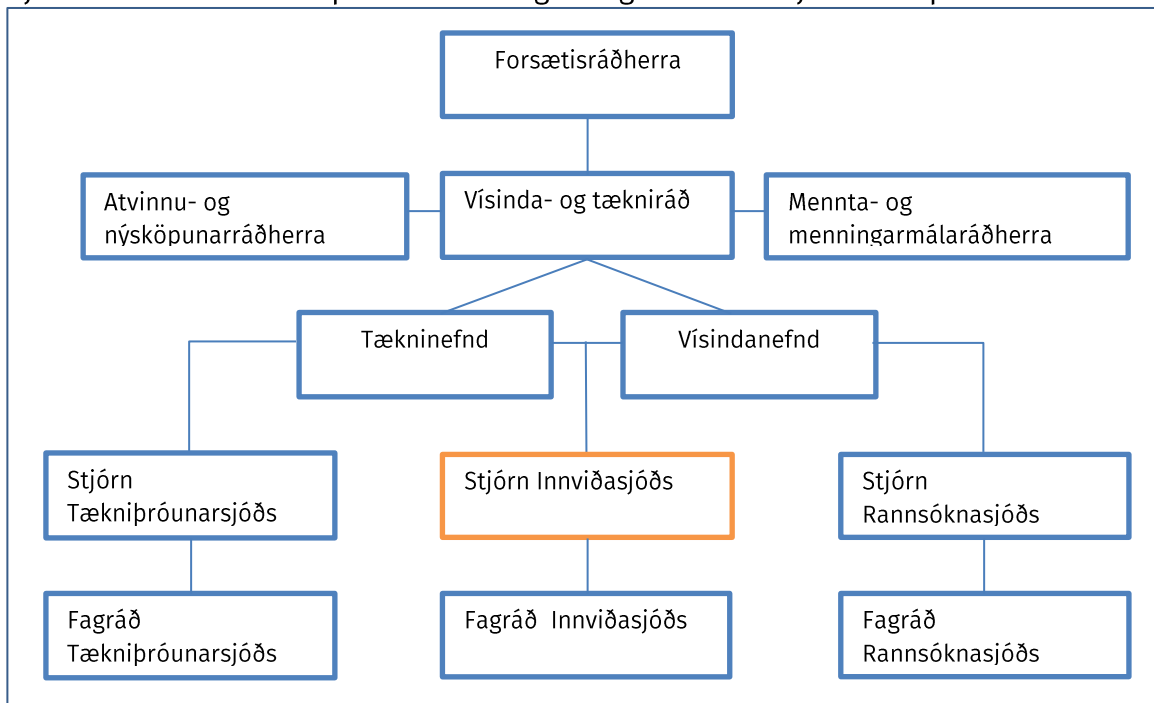 Forsætisráðherra
Atvinnu- og
nýsköpunarráðherra
Vísinda- og tækniráð
Mennta- og
menningarmálaráðherra
Tækninefnd
Vísindanefnd
Stjórn
Tækniþróunarsjóðs
Stjórn Innviðasjóðs
Stjórn
Rannsóknasjóðs
Fagráð
Tækniþróunarsjóðs
Fagráð Innviðasjóðs
Fagráð
Rannsóknasjóðs